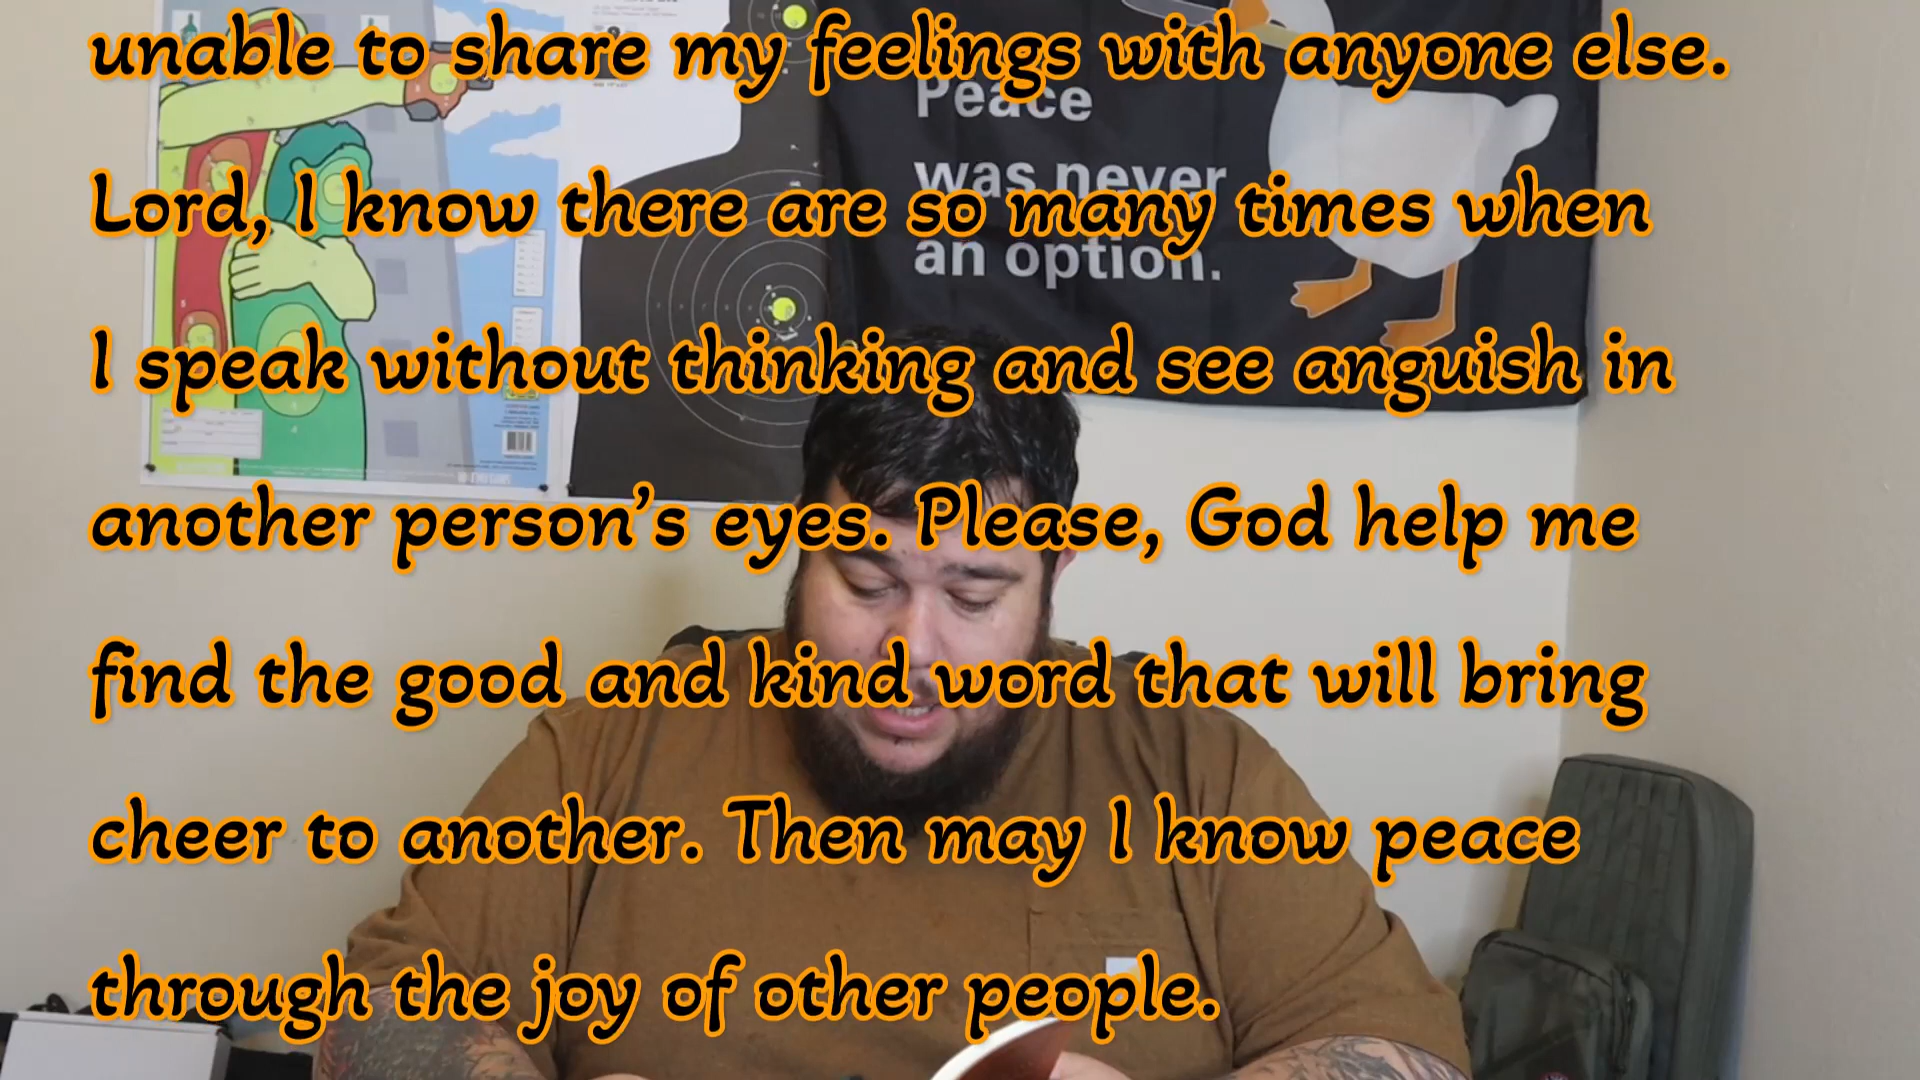 unable to share my feelings with anyone else.
Peace
was never
Lord, I know there are so many times when
an option.
I speak without thinking and see anguish in
another person's eyes. Please, God help me
find the good and kind word that will bring
cheer to another. Then may I know peace
through the joy of other people.